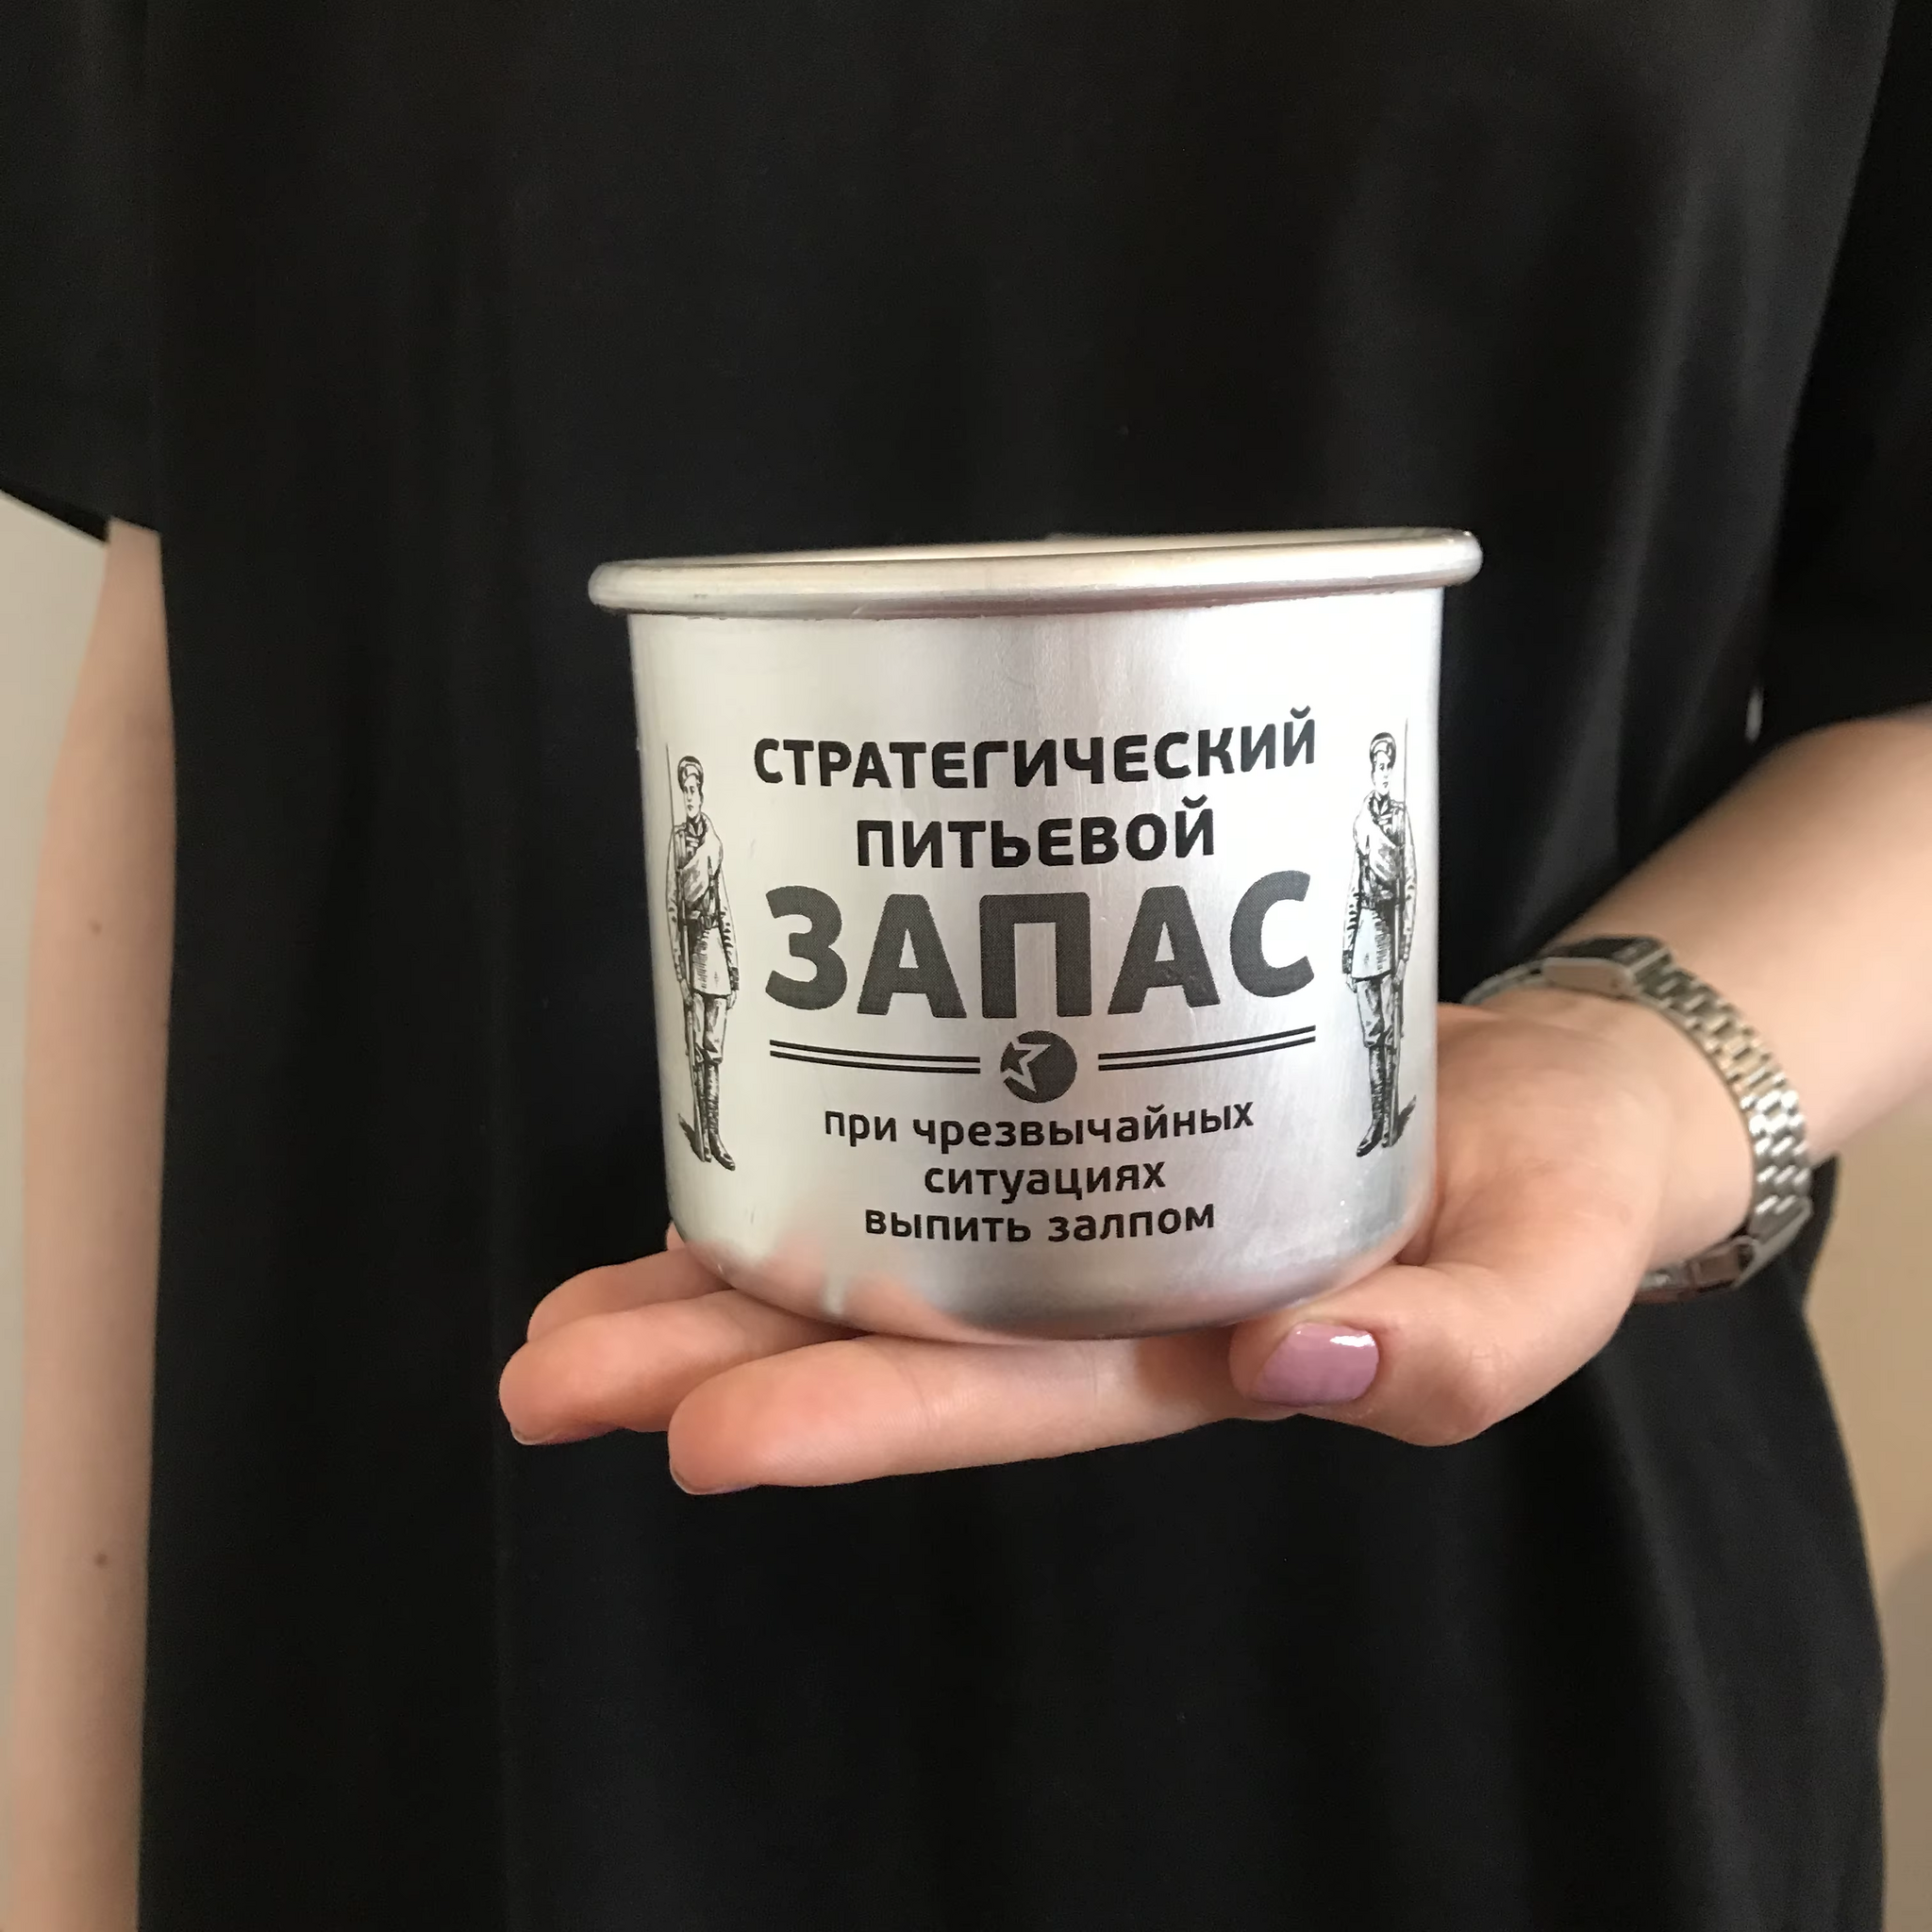 СТРАТЕГИЧЕСКИЙ
ПИТЬЕВОЙ
ЗАПАС
при чрезвычайных
ситуациях
выпить залпом